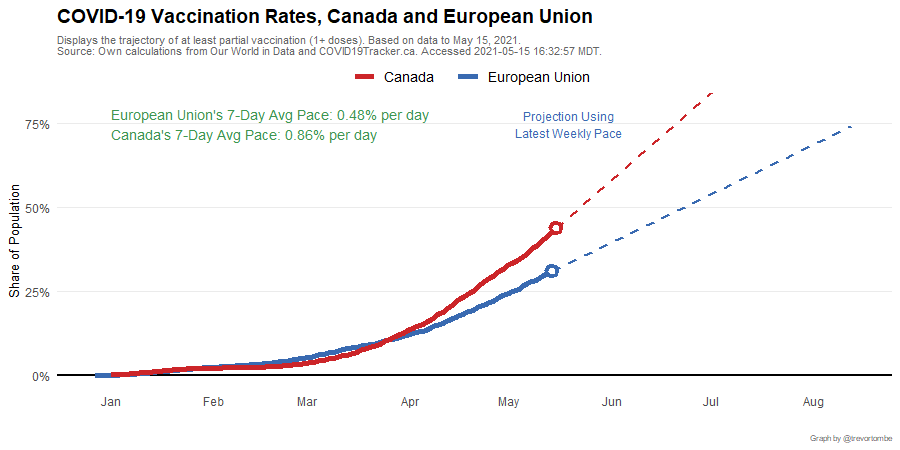 COVID-19 Vaccination Rates, Canada and European Union
Displays the trajectory of at least partial vaccination (1+ doses). Based on data to May 15, 2021.
Source: Own calculations from Our World in Data and COVID19Tracker.ca. Accessed 2021-05-15 16:32:57 MDT.
Canada
European Union
European Union's 7-Day Avg Pace: 0.48% per day
Canada's 7-Day Avg Pace: 0.86% per day
Projection Using
Latest Weekly Pace
Share of Population
75%
50%
25%
0%
Jan
Feb
Mar
Apr
May
Jun
Jul
Aug
Graph by @trevortombe